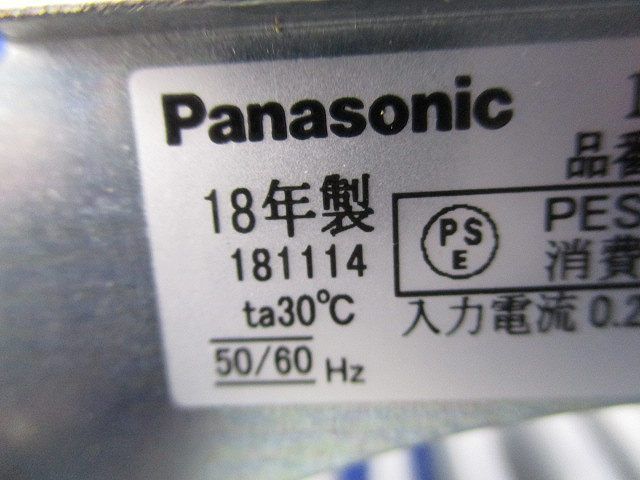 Panasonic
品番
18年製
PS
E
PES
181114
消費
ta30℃
入力電流 0.2
50/60 Hz